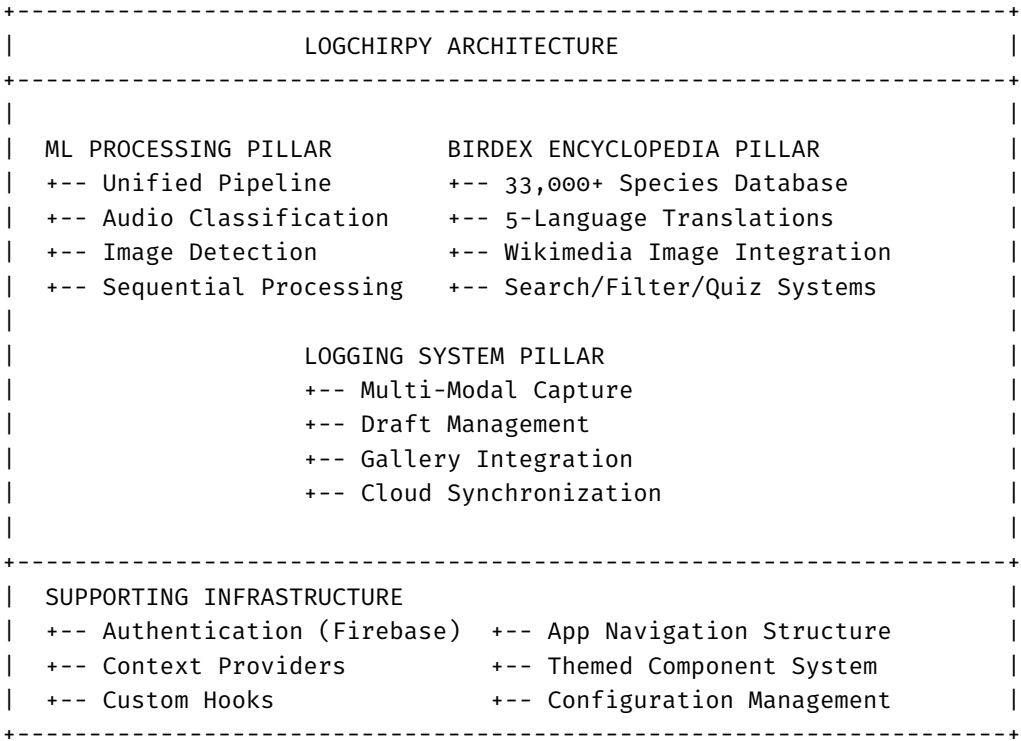 +---------------------------------------------------------------------+
|                    LOGCHIRPY ARCHITECTURE                           |
+---------------------------------------------------------------------+
|                                                                     |
|  ML PROCESSING PILLAR        BIRDEX ENCYCLOPEDIA PILLAR             |
|  +-- Unified Pipeline        +-- 33,000+ Species Database           |
|  +-- Audio Classification    +-- 5-Language Translations            |
|  +-- Image Detection         +-- Wikimedia Image Integration        |
|  +-- Sequential Processing   +-- Search/Filter/Quiz Systems         |
|                                                                     |
|                    LOGGING SYSTEM PILLAR                            |
|                    +-- Multi-Modal Capture                          |
|                    +-- Draft Management                             |
|                    +-- Gallery Integration                          |
|                    +-- Cloud Synchronization                        |
|                                                                     |
+---------------------------------------------------------------------+
|  SUPPORTING INFRASTRUCTURE                                          |
|  +-- Authentication (Firebase)  +-- App Navigation Structure        |
|  +-- Context Providers          +-- Themed Component System         |
|  +-- Custom Hooks               +-- Configuration Management        |
+---------------------------------------------------------------------+